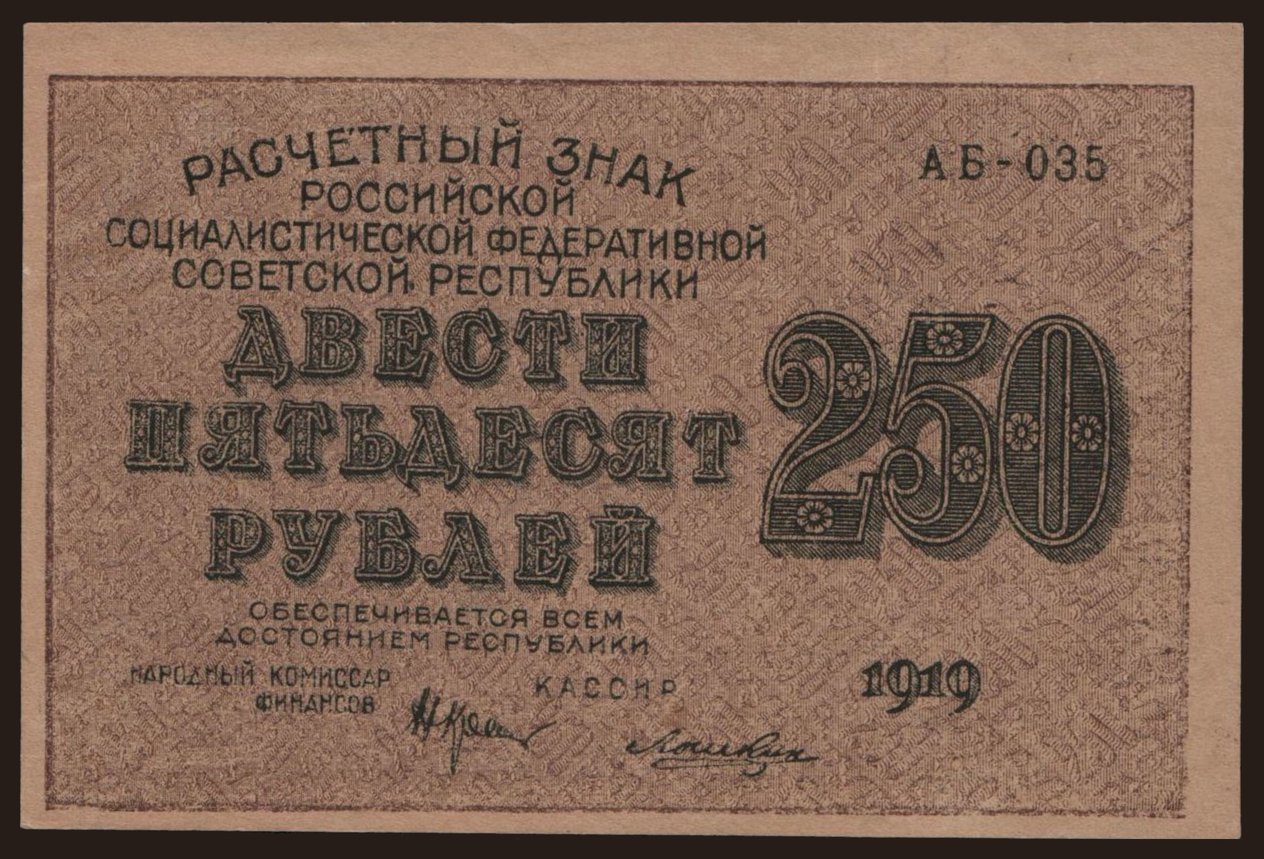 РАСЧЕТНЫЙ ЗНАК
РОССИЙСКОЙ
СОЦИАЛИСТИЧЕСКОЙ ФЕДЕРАТИВНОЙ
СОВЕТСКОЙ РЕСПУБЛИКИ
АБ-035
ДВЕСТИ
ПЯТЬДЕСЯТ
РУБЛЕЙ
250
ОБЕСПЕЧИВАЕТСЯ ВСЕМ
ДОСТОЯНИЕМ РЕСПУБЛИКИ
НАРОДНЫЙ КОМИССАР
ФИНАНСОВ
КАССИР
1919